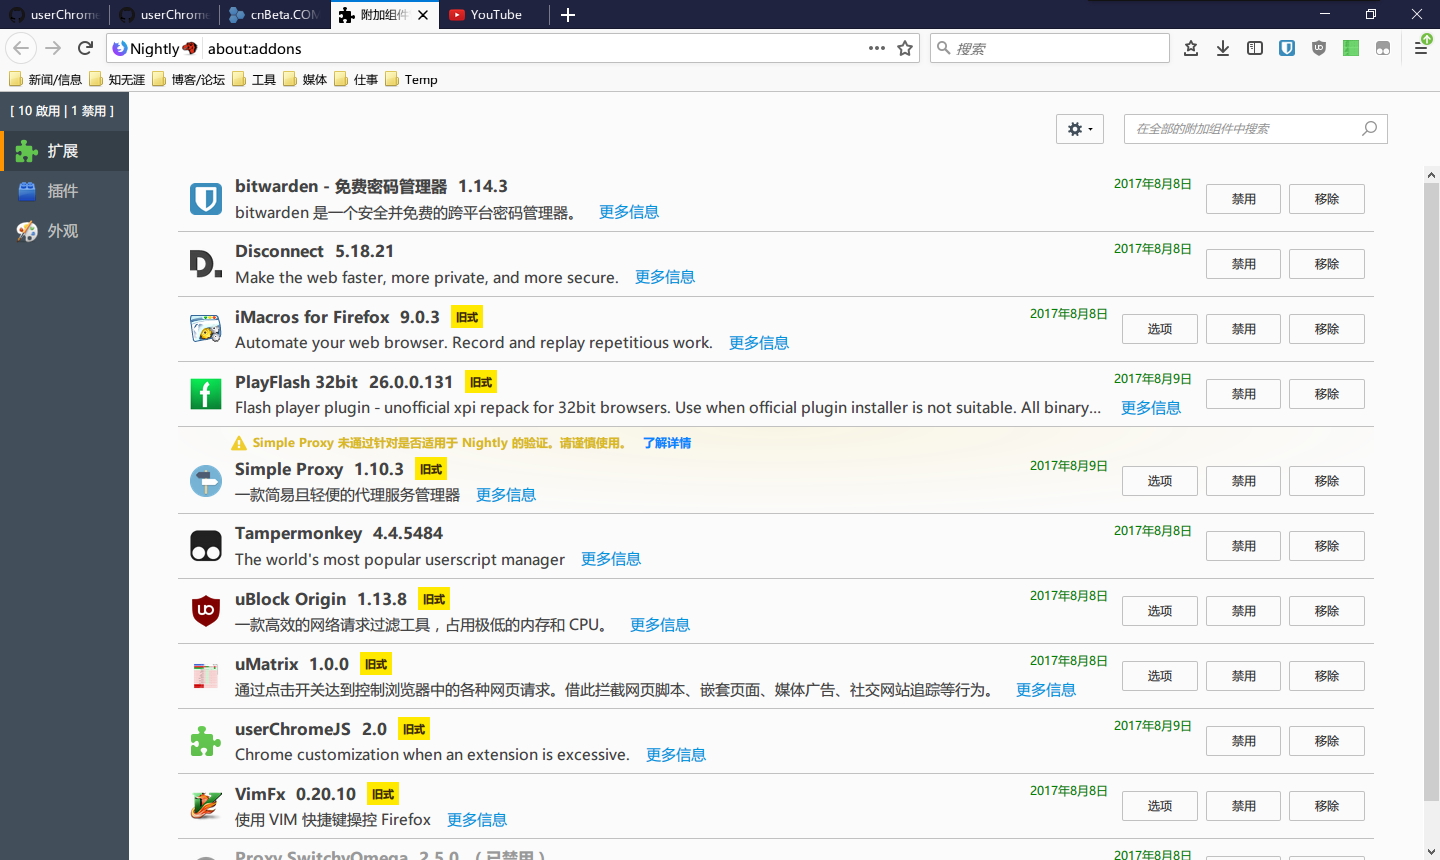 userChrome
userChrome
cnBeta.COM
附加组件
YouTube
Nightly
about:addons
搜索
新闻/信息
知无涯
博客/论坛
工具
媒体
仕事
Temp
[ 10 啟用 | 1 禁用 ]
扩展
插件
外观
在全部的附加组件中搜索
bitwarden - 免费密码管理器 1.14.3
2017年8月8日
禁用
移除
bitwarden 是一个安全并免费的跨平台密码管理器。 更多信息
Disconnect 5.18.21
2017年8月8日
禁用
移除
Make the web faster, more private, and more secure. 更多信息
iMacros for Firefox 9.0.3 旧式
2017年8月8日
选项
禁用
移除
Automate your web browser. Record and replay repetitious work. 更多信息
PlayFlash 32bit 26.0.0.131 旧式
2017年8月9日
禁用
移除
Flash player plugin - unofficial xpi repack for 32bit browsers. Use when official plugin installer is not suitable. All binary... 更多信息
Simple Proxy 未通过针对是否适用于 Nightly 的验证。请谨慎使用。 了解详情
Simple Proxy 1.10.3 旧式
2017年8月9日
选项
禁用
移除
一款简易且轻便的代理服务管理器 更多信息
Tampermonkey 4.4.5484
2017年8月8日
禁用
移除
The world's most popular userscript manager 更多信息
uBlock Origin 1.13.8 旧式
2017年8月8日
选项
禁用
移除
一款高效的网络请求过滤工具，占用极低的内存和 CPU。 更多信息
uMatrix 1.0.0 旧式
2017年8月8日
选项
禁用
移除
通过点击开关达到控制浏览器中的各种网页请求。借此拦截网页脚本、嵌套页面、媒体广告、社交网站追踪等行为。 更多信息
userChromeJS 2.0 旧式
2017年8月9日
禁用
移除
Chrome customization when an extension is excessive. 更多信息
VimFx 0.20.10 旧式
2017年8月8日
选项
禁用
移除
使用 VIM 快捷键操控 Firefox 更多信息
Proxy SwitchyOmega 2.5.0 （已禁用）
2017年8月8日